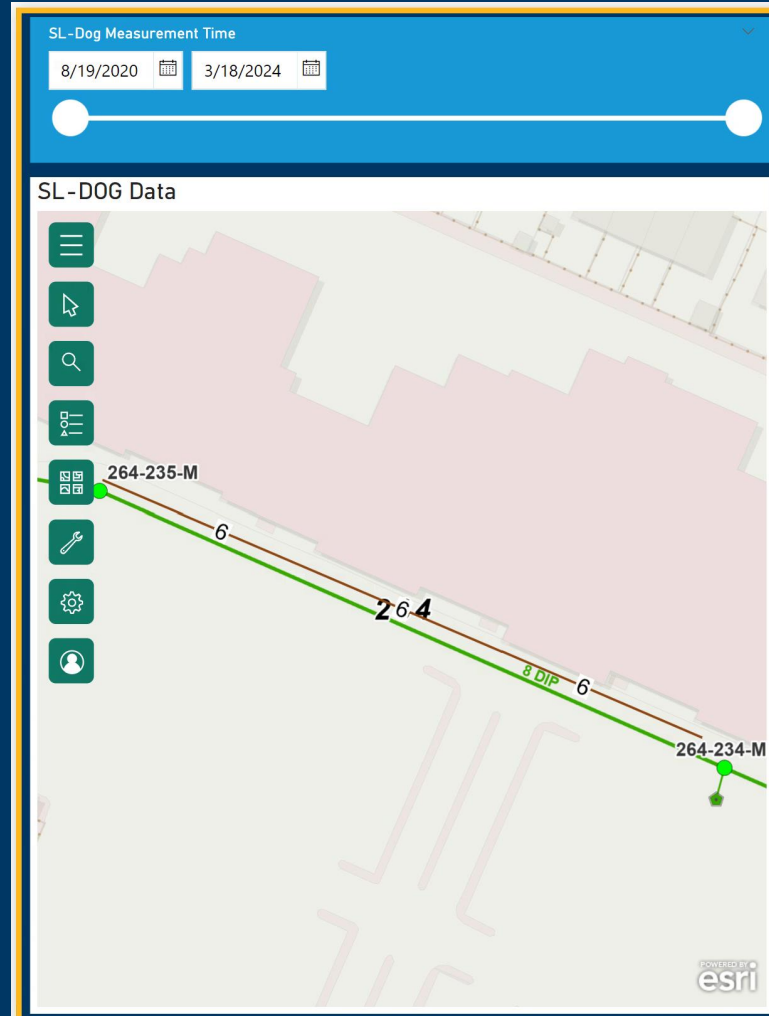 SL-Dog Measurement Time
8/19/2020 3/18/2024
SL-DOG Data
264-235-M
6
2 6 4
8 DIP
6
264-234-M
POWERED BY
esri